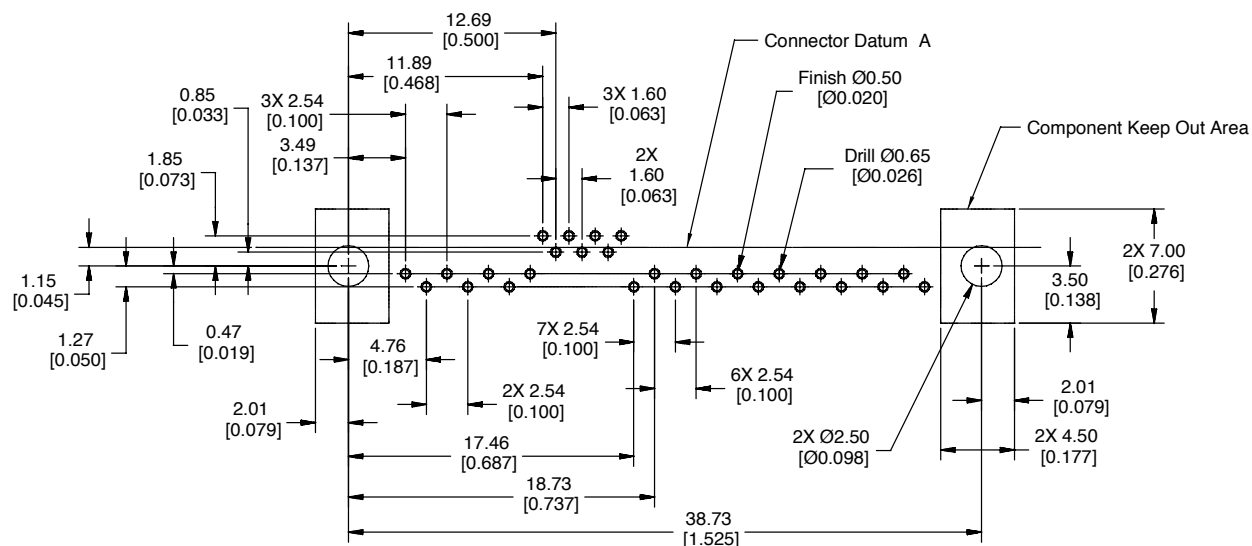 12.69
[0.500]
Connector Datum A
11.89
[0.468]
Finish Ø0.50
[Ø0.020]
0.85
[0.033]
3X 2.54
[0.100]
3X 1.60
[0.063]
Component Keep Out Area
3.49
[0.137]
2X
1.60
[0.063]
Drill Ø0.65
[Ø0.026]
1.85
[0.073]
2X 7.00
[0.276]
1.15
[0.045]
3.50
[0.138]
1.27
[0.050]
0.47
[0.019]
4.76
[0.187]
7X 2.54
[0.100]
2X 2.54
[0.100]
6X 2.54
[0.100]
2.01
[0.079]
2.01
[0.079]
17.46
[0.687]
2X Ø2.50
[Ø0.098]
2X 4.50
[0.177]
18.73
[0.737]
38.73
[1.525]